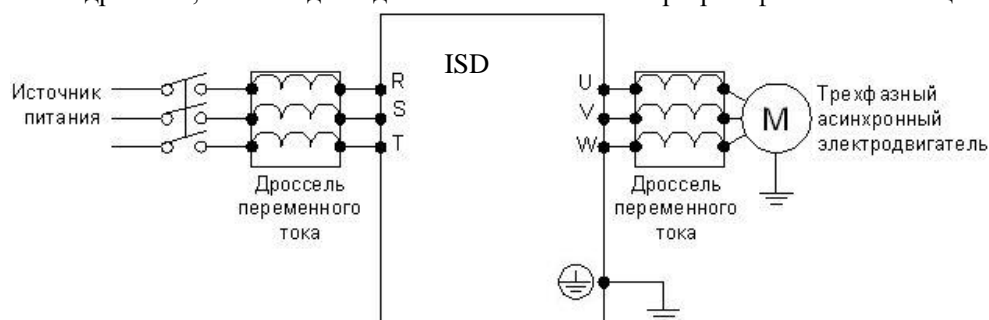 ISD
Источник
питания
R
S
T
U
V
W
M
Трехфазный
асинхронный
электродвигатель
Дроссель
переменного
тока
Дроссель
переменного
тока